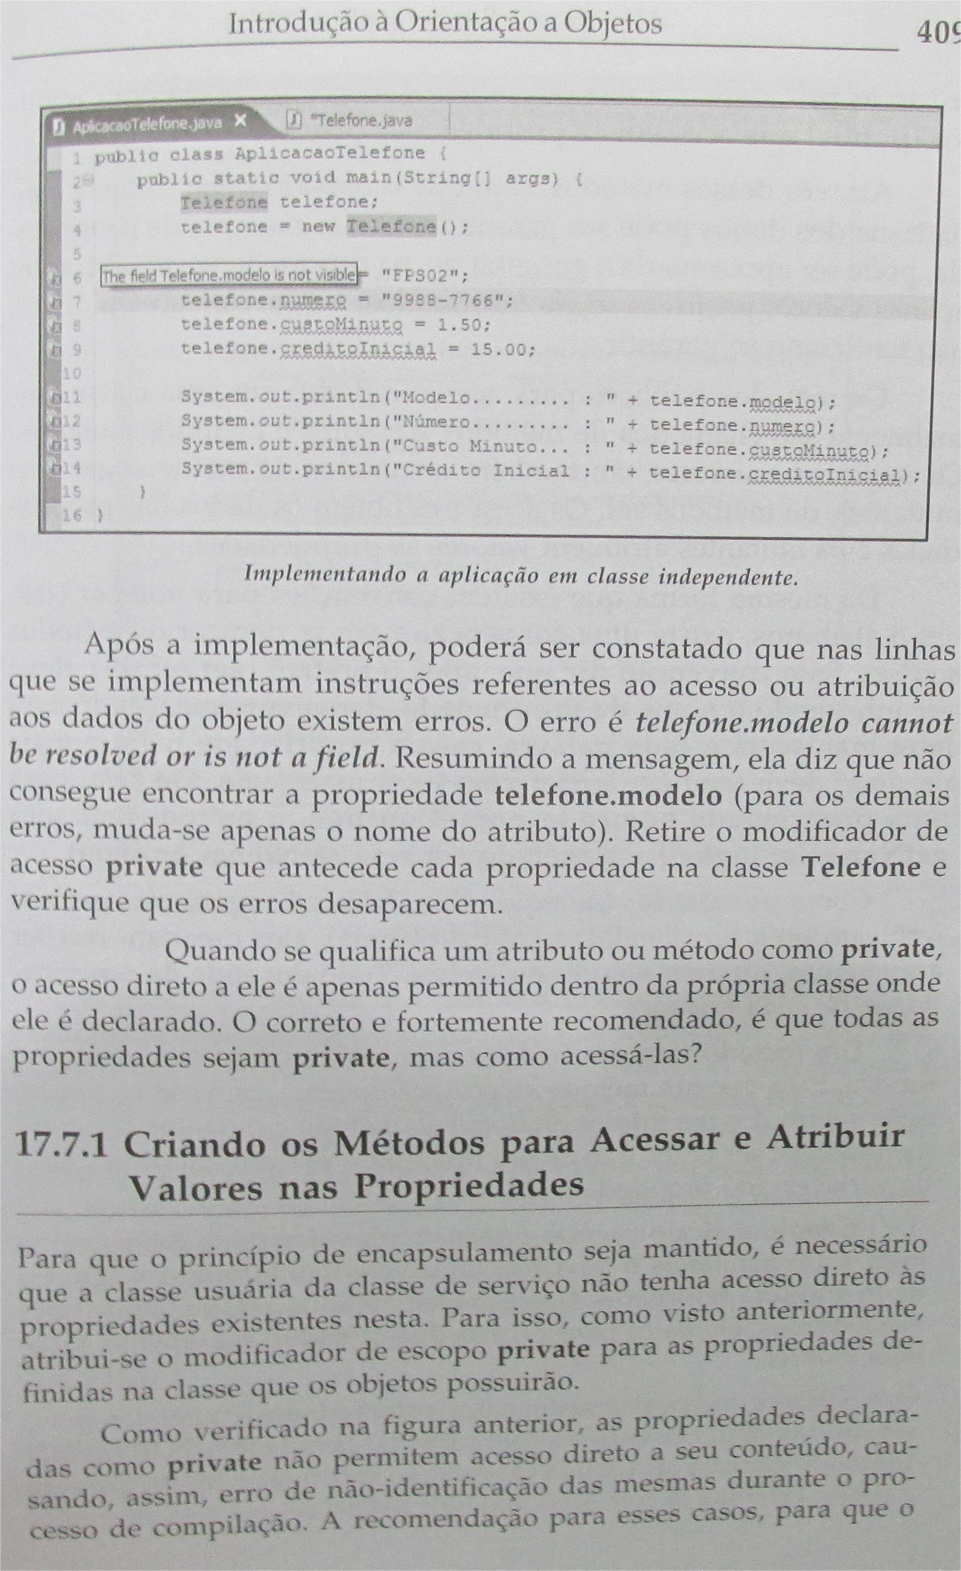 Introdução à Orientação a Objetos
409
AplicacaoTelefone.java X
*Telefone.java
1 public class AplicacaoTelefone {
2 public static void main(String[] args) {
3 Telefone telefone;
4 telefone = new Telefone();
5
6 The field Telefone.modelo is not visible = "FPS02";
7 telefone.numero = "9988-7766";
8 telefone.custoMinuto = 1.50;
9 telefone.creditoInicial = 15.00;
10
11 System.out.println("Modelo......... : " + telefone.modelo);
12 System.out.println("Número......... : " + telefone.numero);
13 System.out.println("Custo Minuto... : " + telefone.custoMinuto);
14 System.out.println("Crédito Inicial : " + telefone.creditoInicial);
15 }
16 }
Implementando a aplicação em classe independente.
Após a implementação, poderá ser constatado que nas linhas
que se implementam instruções referentes ao acesso ou atribuição
aos dados do objeto existem erros. O erro é telefone.modelo cannot
be resolved or is not a field. Resumindo a mensagem, ela diz que não
consegue encontrar a propriedade telefone.modelo (para os demais
erros, muda-se apenas o nome do atributo). Retire o modificador de
acesso private que antecede cada propriedade na classe Telefone e
verifique que os erros desaparecem.
Quando se qualifica um atributo ou método como private,
o acesso direto a ele é apenas permitido dentro da própria classe onde
ele é declarado. O correto e fortemente recomendado, é que todas as
propriedades sejam private, mas como acessá-las?
17.7.1 Criando os Métodos para Acessar e Atribuir
Valores nas Propriedades
Para que o princípio de encapsulamento seja mantido, é necessário
que a classe usuária da classe de serviço não tenha acesso direto às
propriedades existentes nesta. Para isso, como visto anteriormente,
atribui-se o modificador de escopo private para as propriedades de-
finidas na classe que os objetos possuirão.
Como verificado na figura anterior, as propriedades declara-
das como private não permitem acesso direto a seu conteúdo, cau-
sando, assim, erro de não-identificação das mesmas durante o pro-
cesso de compilação. A recomendação para esses casos, para que o